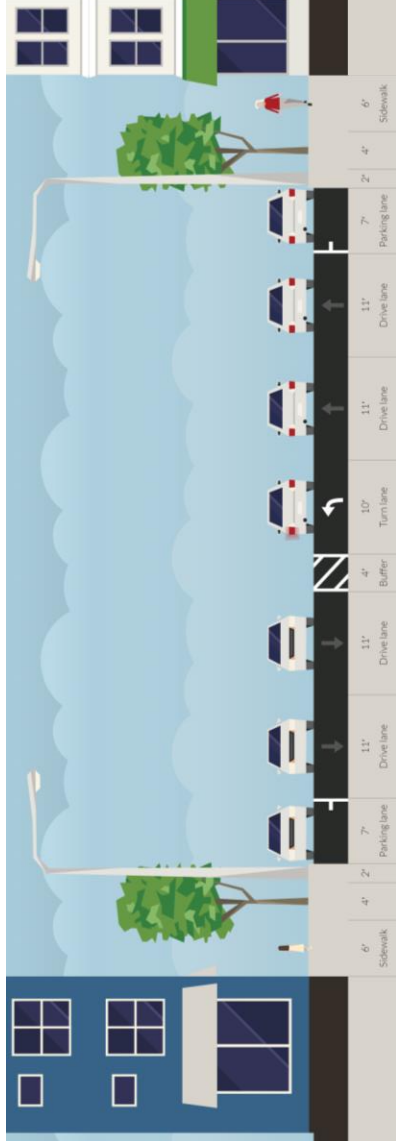 6'
Sidewalk
4'
2'
7'
Parking lane
11'
Drive lane
11'
Drive lane
4'
Buffer
10'
Turn lane
11'
Drive lane
11'
Drive lane
7'
Parking lane
2'
4'
6'
Sidewalk